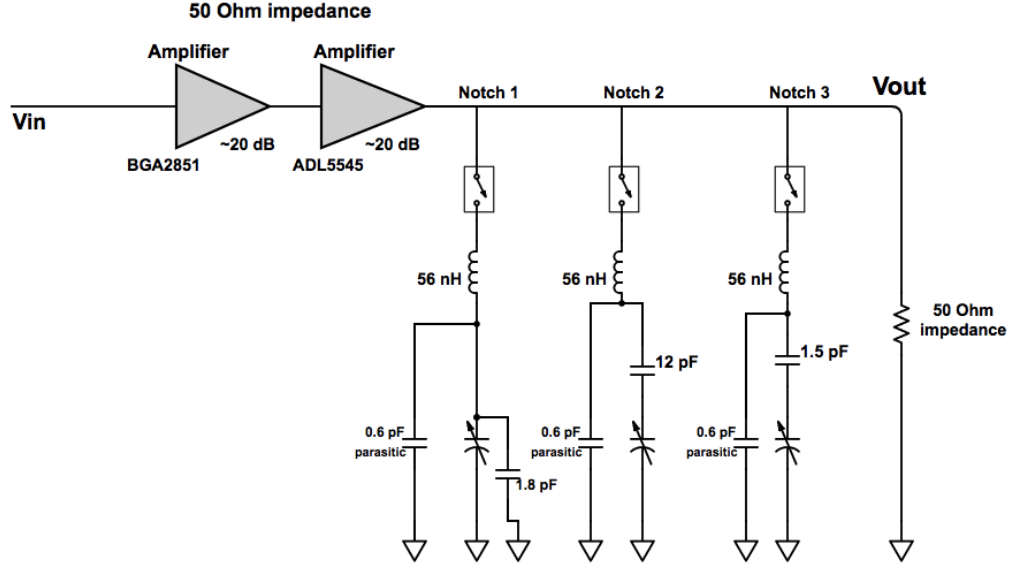 50 Ohm impedance
Amplifier
Amplifier
Notch 1
Notch 2
Notch 3
Vout
Vin
~20 dB
~20 dB
BGA2851
ADL5545
56 nH
56 nH
56 nH
50 Ohm
impedance
1.5 pF
12 pF
0.6 pF
parasitic
0.6 pF
parasitic
0.6 pF
parasitic
1.8 pF